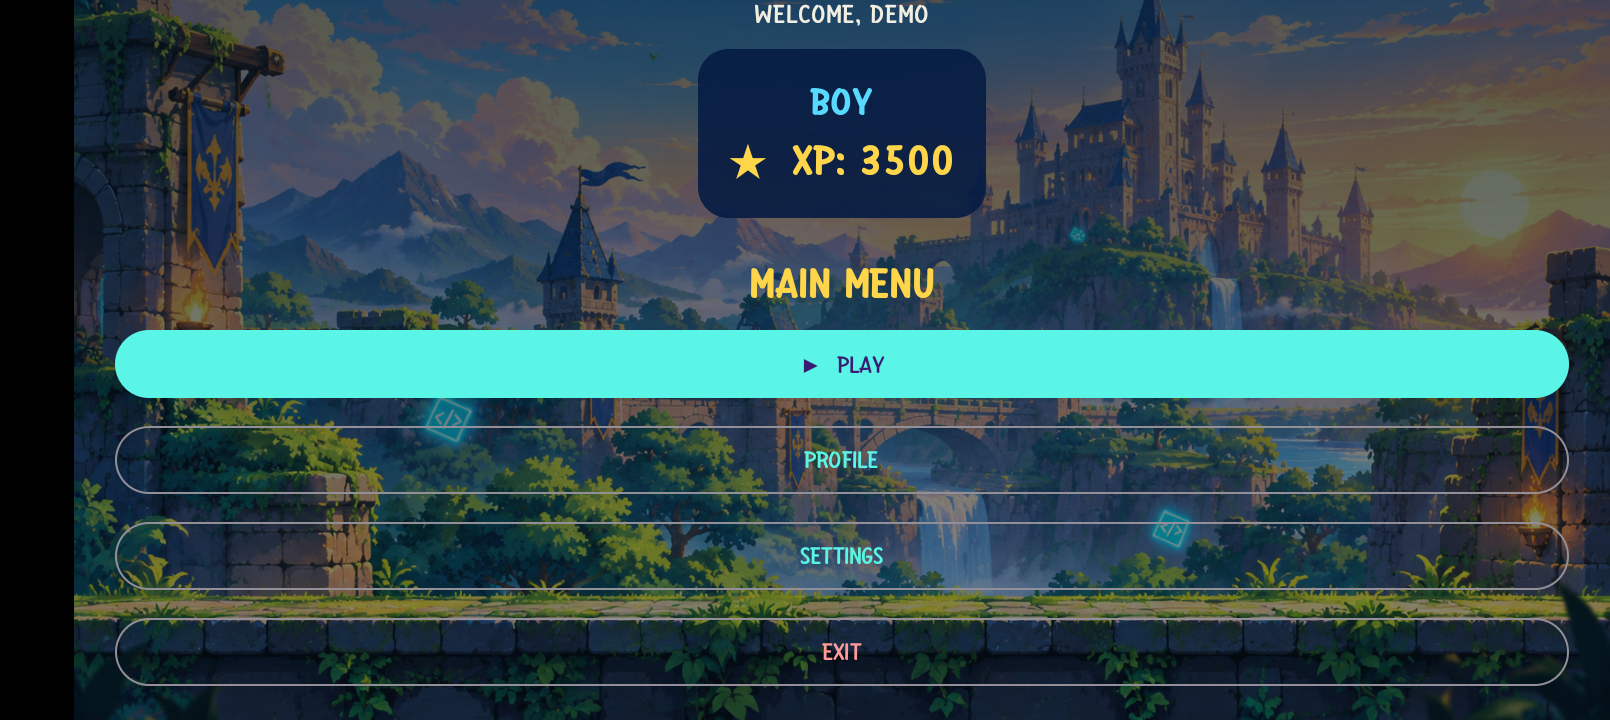 WELCOME, DEMO
BOY
★ XP: 3500
MAIN MENU
► PLAY
</>
PROFILE
</>
SETTINGS
EXIT